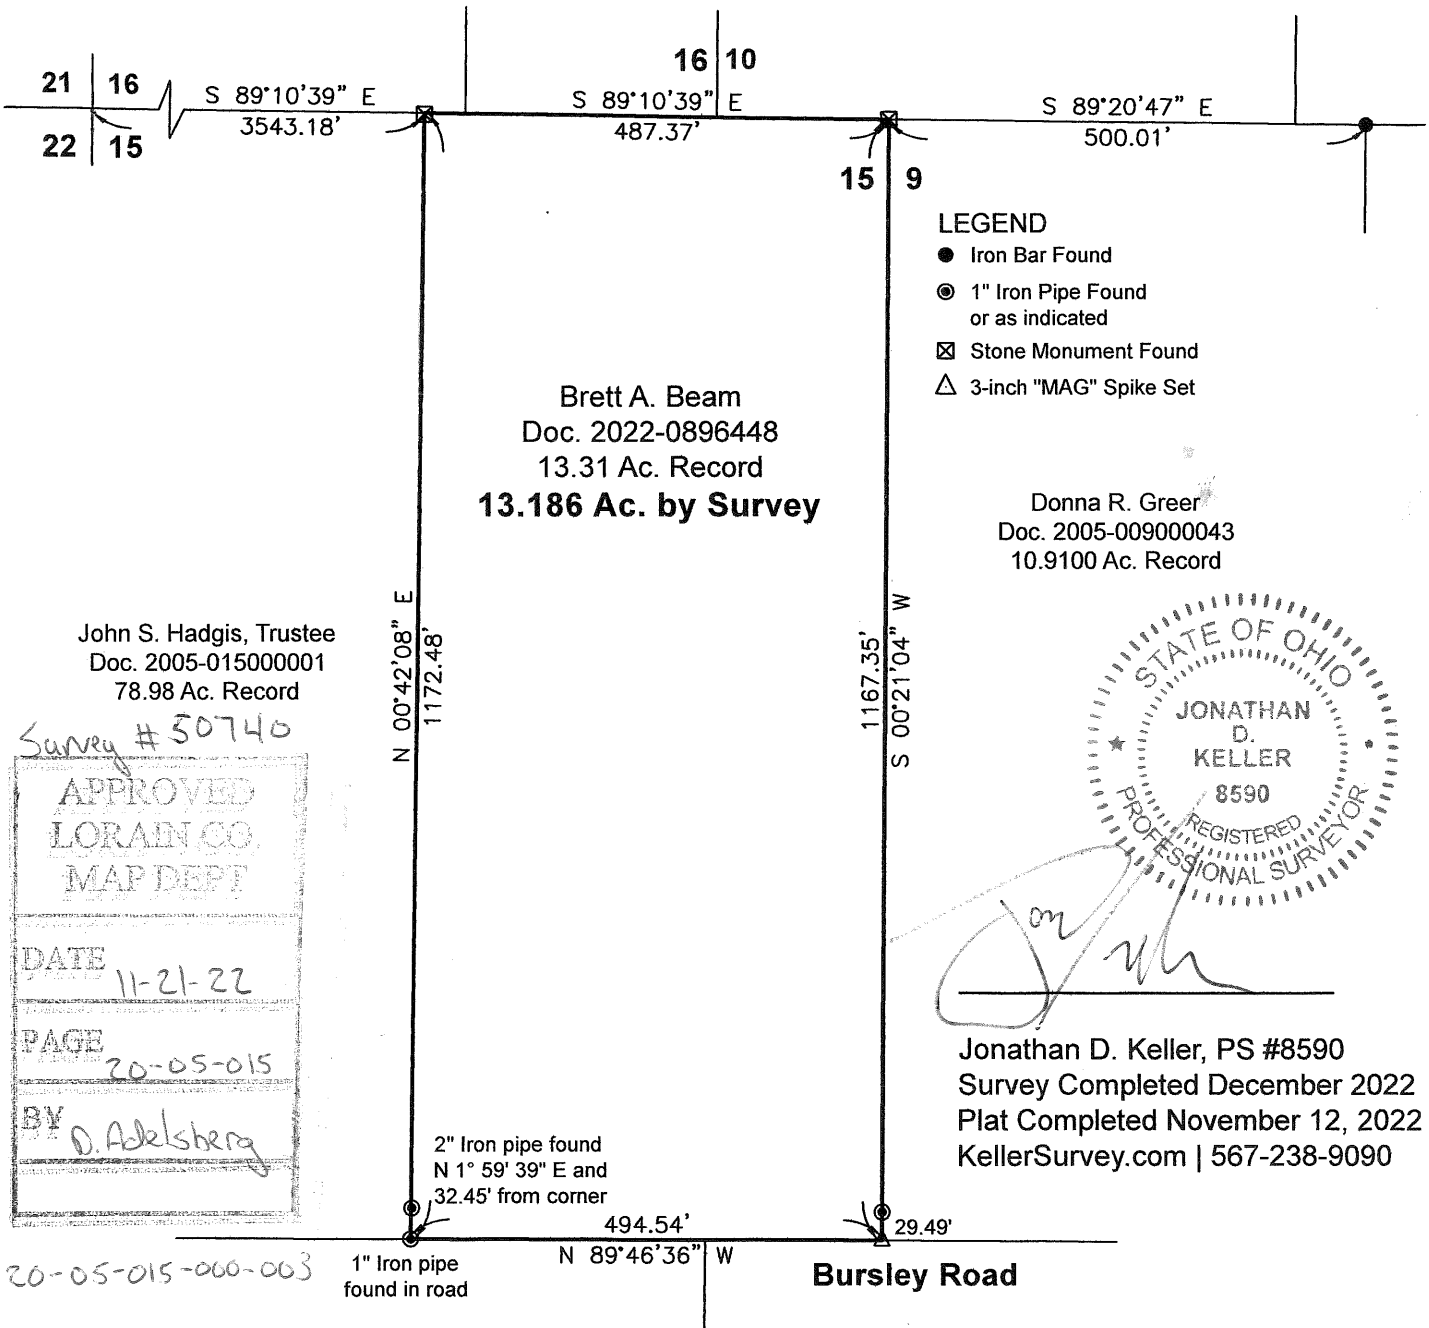 21 16
22 15
S 89°10'39" E
3543.18'
16 10
S 89°10'39" E
487.37'
S 89°20'47" E
500.01'
15 9
LEGEND
Iron Bar Found
1" Iron Pipe Found
or as indicated
Stone Monument Found
3-inch "MAG" Spike Set
Brett A. Beam
Doc. 2022-0896448
13.31 Ac. Record
13.186 Ac. by Survey
Donna R. Greer
Doc. 2005-009000043
10.9100 Ac. Record
N 00°42'08" E
1172.48'
1167.35'
S 00°21'04" W
John S. Hadgis, Trustee
Doc. 2005-015000001
78.98 Ac. Record
Survey # 50740
APPROVED
LORAIN CO.
MAP DEPT
DATE 11-21-22
PAGE 20-05-015
BY D. Adelsberg
20-05-015-000-003
STATE OF OHIO
JONATHAN
D.
KELLER
8590
REGISTERED
PROFESSIONAL SURVEYOR
Jonathan D. Keller, PS #8590
Survey Completed December 2022
Plat Completed November 12, 2022
KellerSurvey.com | 567-238-9090
2" Iron pipe found
N 1° 59' 39" E and
32.45' from corner
494.54'
N 89°46'36" W
29.49'
1" Iron pipe
found in road
Bursley Road